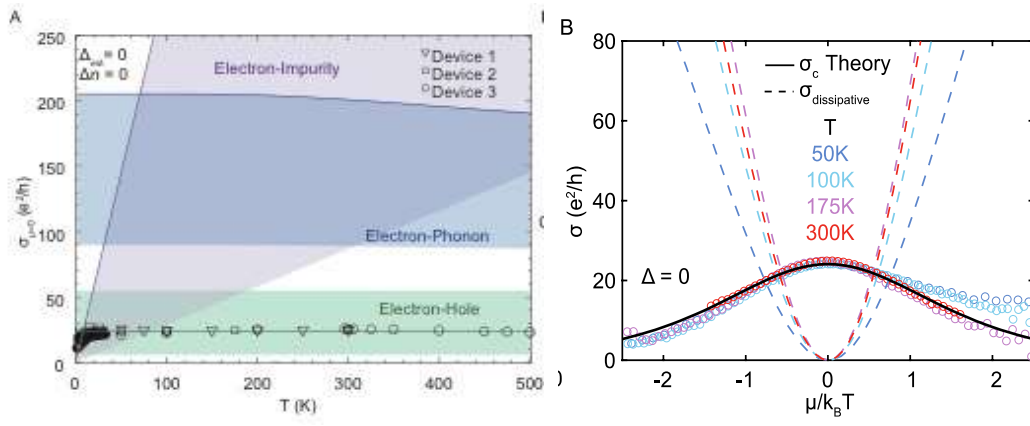 A
Δn = 0
Electron-Impurity
Device 1
Device 2
Device 3
Electron-Phonon
Electron-Hole
250
200
150
100
50
0
σμ=0 (e²/h)
0
100
200
300
400
500
T (K)
B
σc Theory
σdissipative
T
50K
100K
175K
300K
Δ = 0
80
60
40
20
0
σ (e²/h)
-2
-1
0
1
2
μ/kBT